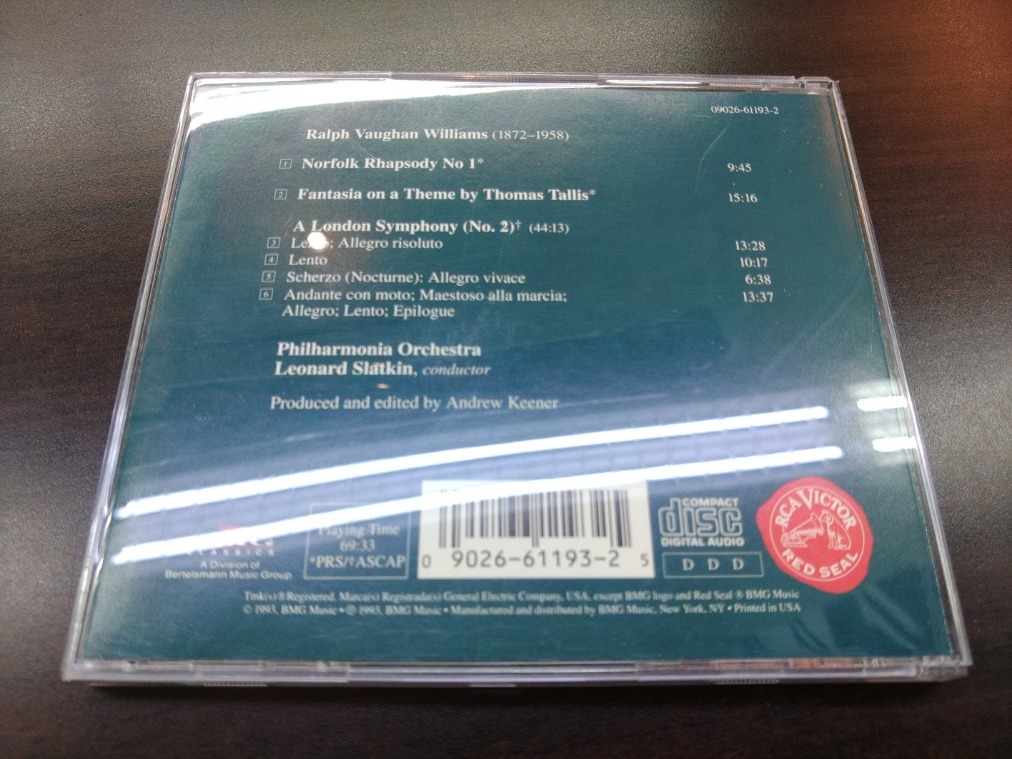 09026-61193-2
Ralph Vaughan Williams (1872–1958)
1 Norfolk Rhapsody No 1* 9:45
2 Fantasia on a Theme by Thomas Tallis* 15:16
A London Symphony (No. 2)† (44:13)
3 Allegro risoluto 13:28
4 Lento 10:17
5 Scherzo (Nocturne): Allegro vivace 6:38
6 Andante con moto; Maestoso alla marcia; 13:37
Allegro; Lento; Epilogue
Philharmonia Orchestra
Leonard Slatkin, conductor
Produced and edited by Andrew Keener
CLASSICS
A Division of
Bertelsmann Music Group
Playing Time
69:33
*PRS/†ASCAP
0 9026-61193-2 5
COMPACT
disc
DIGITAL AUDIO
D D D
RCA VICTOR
RED SEAL
Tmk(s) ® Registered. Marca(s) Registrada(s) General Electric Company, USA, except BMG logo and Red Seal ® BMG Music
© 1993, BMG Music • ℗ 1993, BMG Music • Manufactured and distributed by BMG Music, New York, NY • Printed in USA